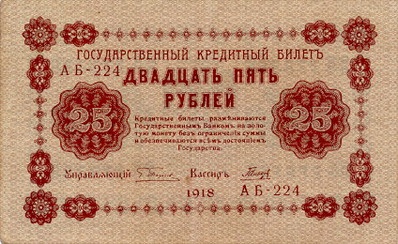 ГОСУДАРСТВЕННЫЙ КРЕДИТНЫЙ БИЛЕТЪ
АБ-224
ДВАДЦАТЬ ПЯТЬ
РУБЛЕЙ
25
25
Кредитные билеты размѣниваются
Государственнымъ Банкомъ на золо-
тую монету безъ ограниченія суммы
и обезпечиваются всѣмъ достояніемъ
Государства.
Управляющій
Кассиръ
1918
АБ-224